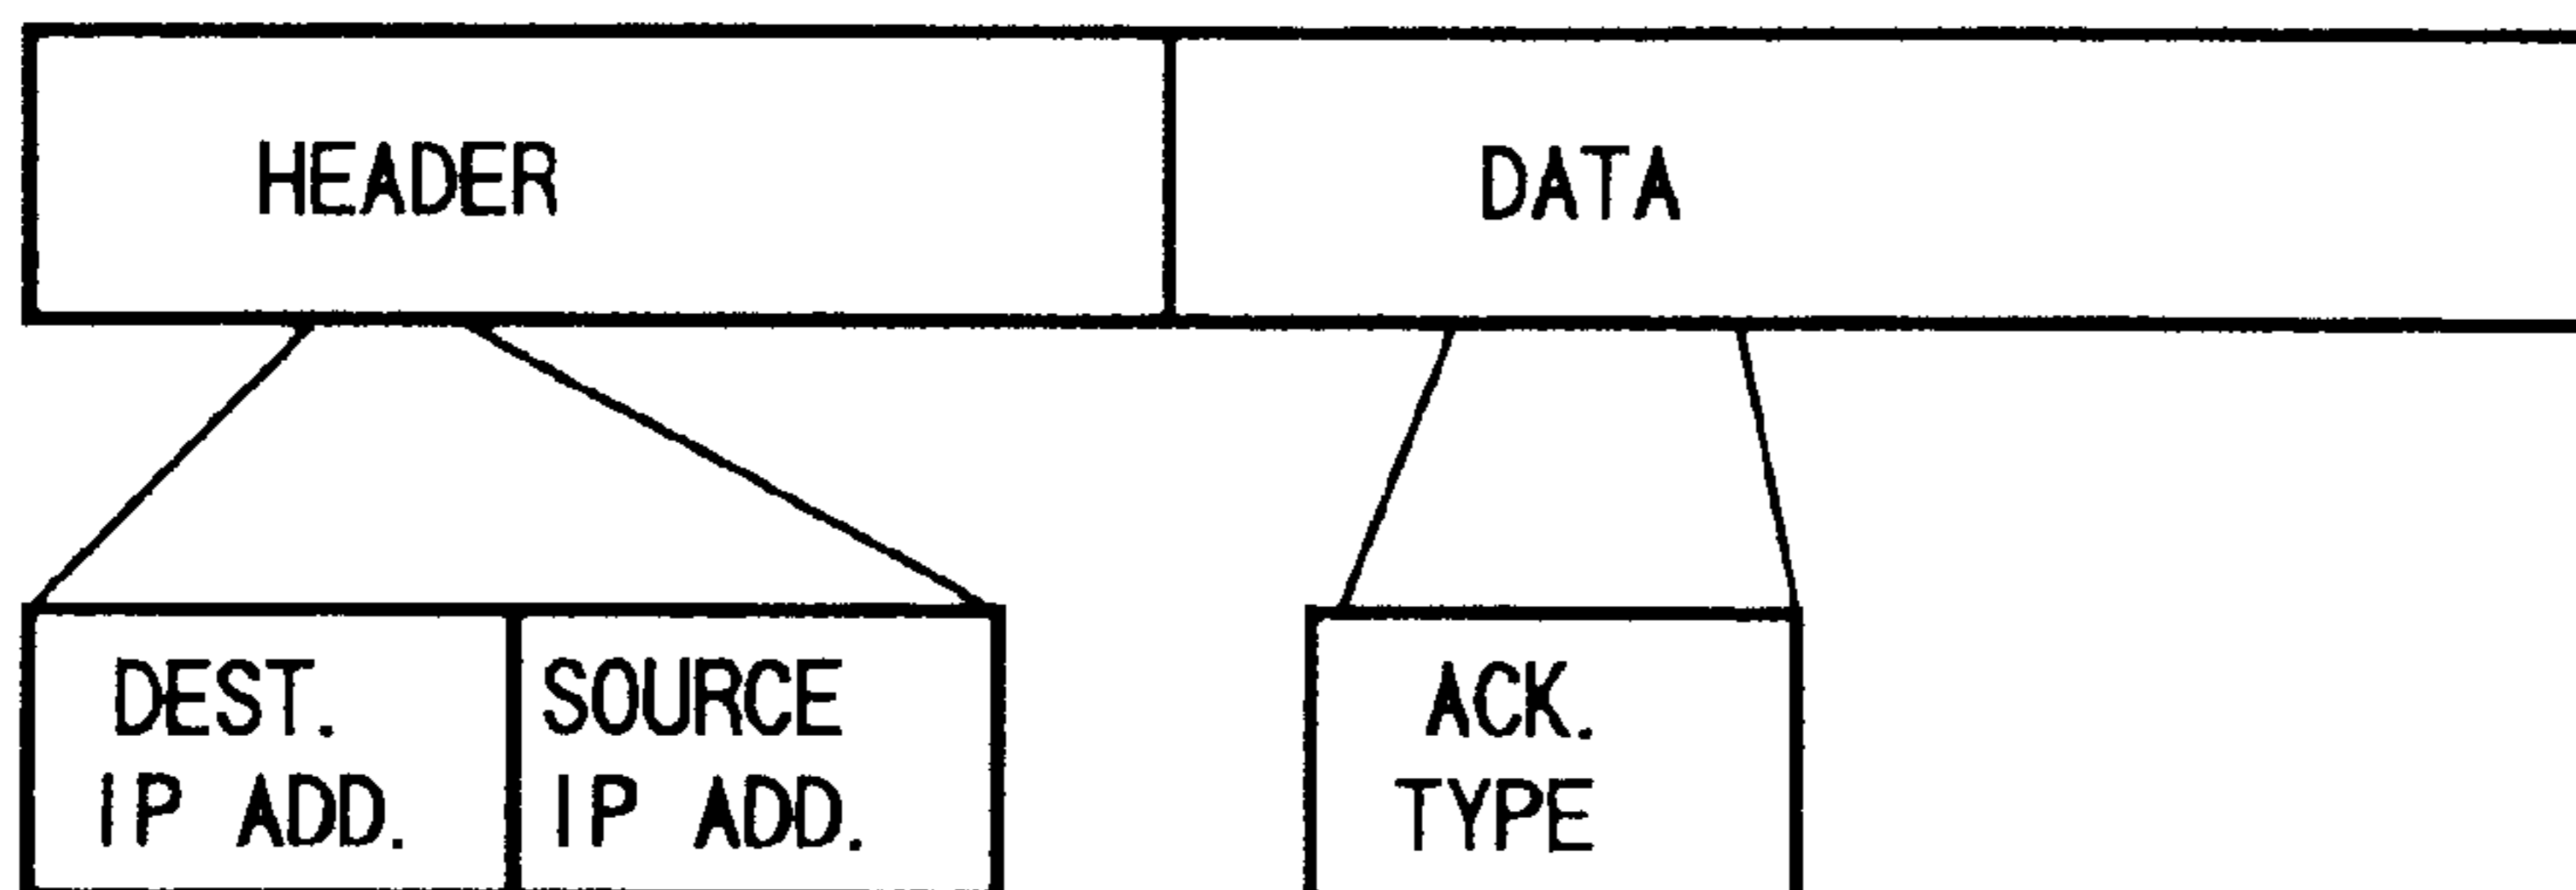 HEADER
DATA
DEST.
IP ADD.
SOURCE
IP ADD.
ACK.
TYPE